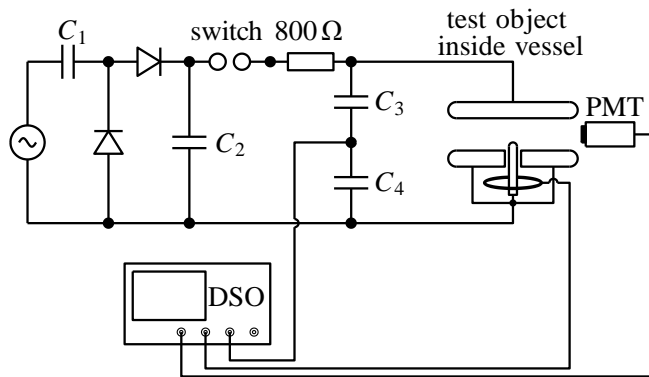 test object
inside vessel
switch 800 Ω
C1
C3
PMT
C2
C4
DSO